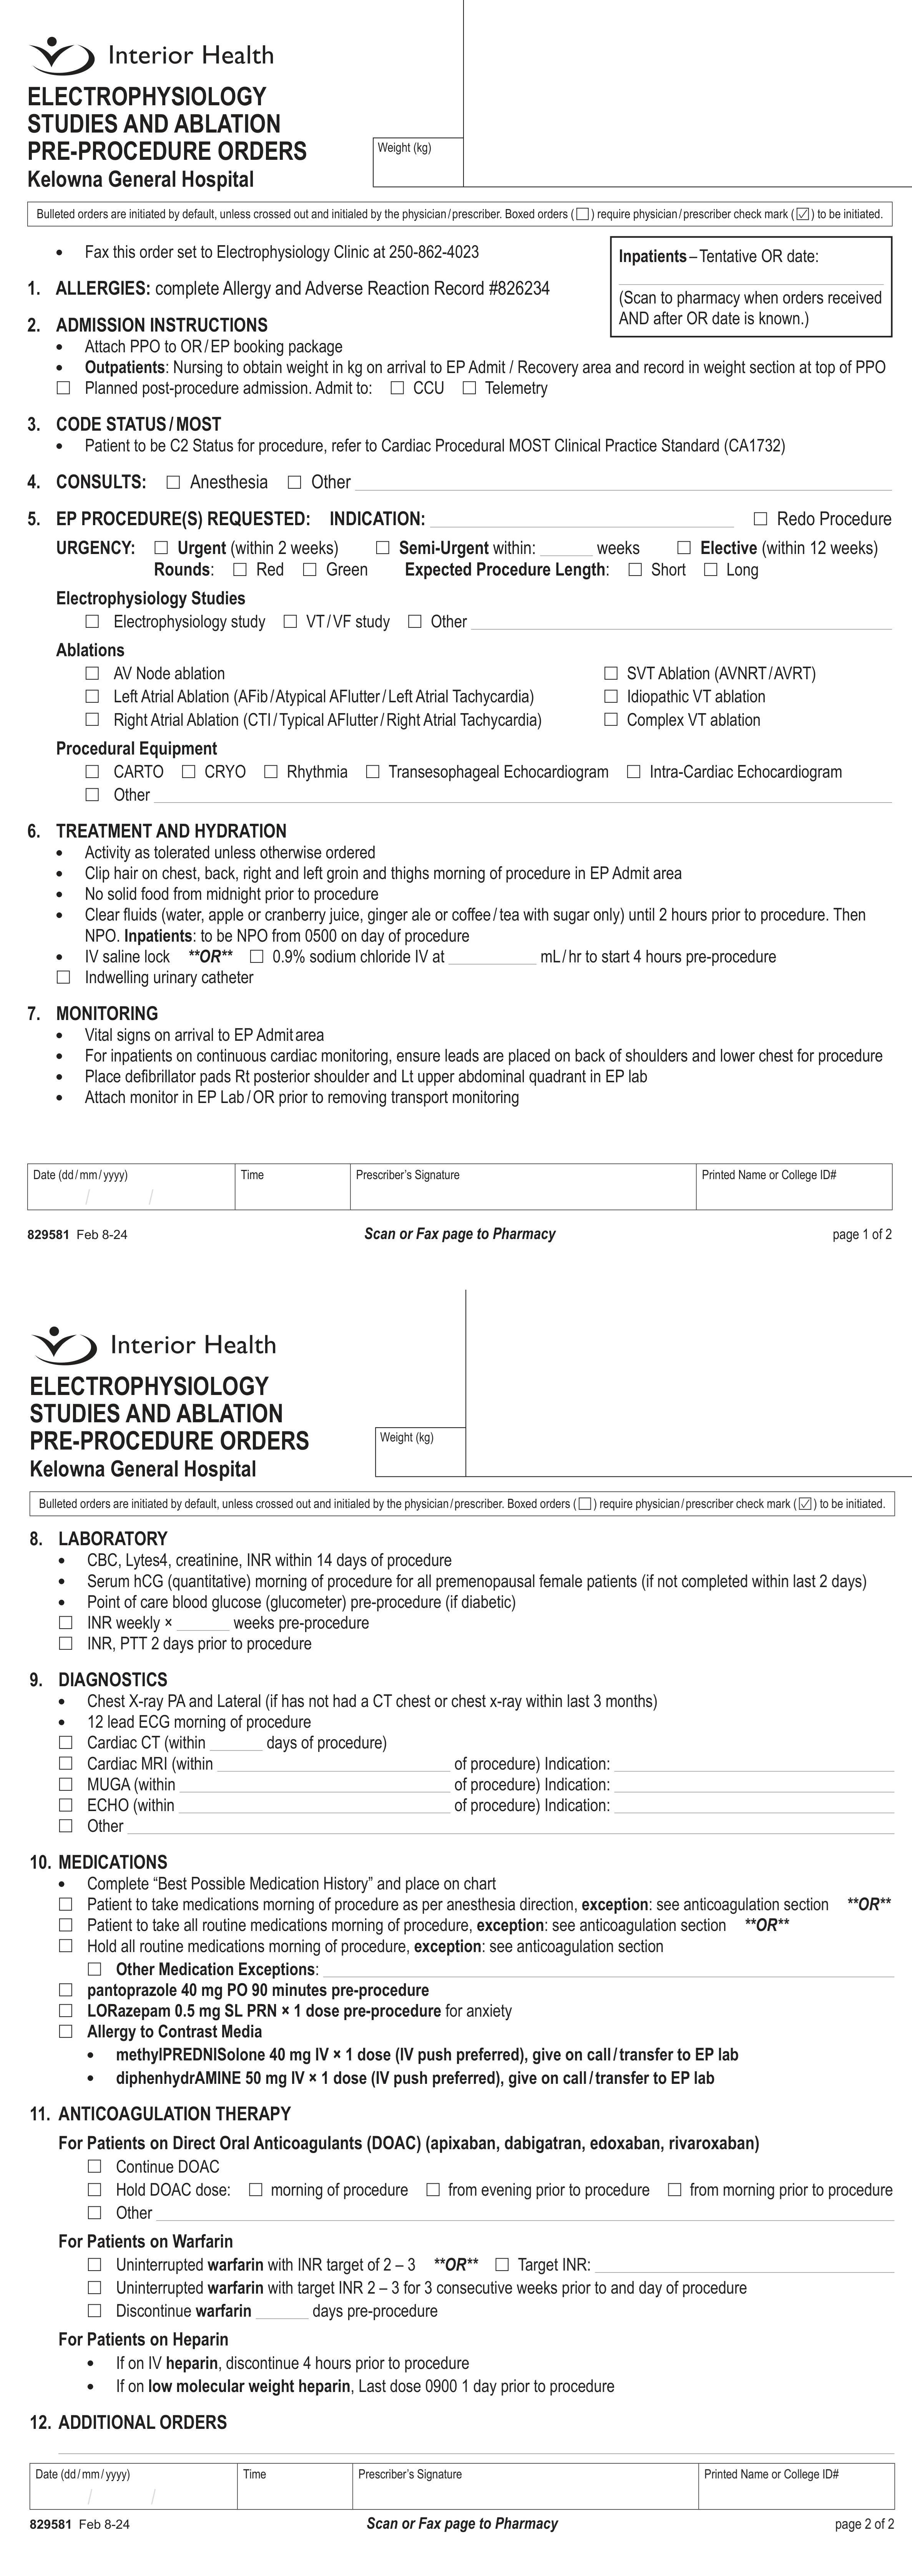 Interior Health
ELECTROPHYSIOLOGY
STUDIES AND ABLATION
PRE-PROCEDURE ORDERS
Kelowna General Hospital
Weight (kg)
Bulleted orders are initiated by default, unless crossed out and initialed by the physician/prescriber. Boxed orders (☐) require physician/prescriber check mark (☑) to be initiated.
• Fax this order set to Electrophysiology Clinic at 250-862-4023
Inpatients – Tentative OR date:
(Scan to pharmacy when orders received
AND after OR date is known.)
1. ALLERGIES: complete Allergy and Adverse Reaction Record #826234
2. ADMISSION INSTRUCTIONS
• Attach PPO to OR/EP booking package
• Outpatients: Nursing to obtain weight in kg on arrival to EP Admit / Recovery area and record in weight section at top of PPO
☐ Planned post-procedure admission. Admit to: ☐ CCU ☐ Telemetry
3. CODE STATUS/MOST
• Patient to be C2 Status for procedure, refer to Cardiac Procedural MOST Clinical Practice Standard (CA1732)
4. CONSULTS: ☐ Anesthesia ☐ Other
5. EP PROCEDURE(S) REQUESTED: INDICATION: ☐ Redo Procedure
URGENCY: ☐ Urgent (within 2 weeks) ☐ Semi-Urgent within: ______ weeks ☐ Elective (within 12 weeks)
Rounds: ☐ Red ☐ Green Expected Procedure Length: ☐ Short ☐ Long
Electrophysiology Studies
☐ Electrophysiology study ☐ VT/VF study ☐ Other
Ablations
☐ AV Node ablation ☐ SVT Ablation (AVNRT/AVRT)
☐ Left Atrial Ablation (AFib/Atypical AFlutter/Left Atrial Tachycardia) ☐ Idiopathic VT ablation
☐ Right Atrial Ablation (CTI/Typical AFlutter/Right Atrial Tachycardia) ☐ Complex VT ablation
Procedural Equipment
☐ CARTO ☐ CRYO ☐ Rhythmia ☐ Transesophageal Echocardiogram ☐ Intra-Cardiac Echocardiogram
☐ Other
6. TREATMENT AND HYDRATION
• Activity as tolerated unless otherwise ordered
• Clip hair on chest, back, right and left groin and thighs morning of procedure in EP Admit area
• No solid food from midnight prior to procedure
• Clear fluids (water, apple or cranberry juice, ginger ale or coffee/tea with sugar only) until 2 hours prior to procedure. Then
NPO. Inpatients: to be NPO from 0500 on day of procedure
• IV saline lock **OR** ☐ 0.9% sodium chloride IV at ______ mL/hr to start 4 hours pre-procedure
☐ Indwelling urinary catheter
7. MONITORING
• Vital signs on arrival to EP Admit area
• For inpatients on continuous cardiac monitoring, ensure leads are placed on back of shoulders and lower chest for procedure
• Place defibrillator pads Rt posterior shoulder and Lt upper abdominal quadrant in EP lab
• Attach monitor in EP Lab/OR prior to removing transport monitoring
Date (dd/mm/yyyy) Time Prescriber's Signature Printed Name or College ID#
/ /
829581 Feb 8-24 Scan or Fax page to Pharmacy page 1 of 2
Interior Health
ELECTROPHYSIOLOGY
STUDIES AND ABLATION
PRE-PROCEDURE ORDERS
Kelowna General Hospital
Weight (kg)
Bulleted orders are initiated by default, unless crossed out and initialed by the physician/prescriber. Boxed orders (☐) require physician/prescriber check mark (☑) to be initiated.
8. LABORATORY
• CBC, Lytes4, creatinine, INR within 14 days of procedure
• Serum hCG (quantitative) morning of procedure for all premenopausal female patients (if not completed within last 2 days)
• Point of care blood glucose (glucometer) pre-procedure (if diabetic)
☐ INR weekly × ______ weeks pre-procedure
☐ INR, PTT 2 days prior to procedure
9. DIAGNOSTICS
• Chest X-ray PA and Lateral (if has not had a CT chest or chest x-ray within last 3 months)
• 12 lead ECG morning of procedure
☐ Cardiac CT (within ______ days of procedure)
☐ Cardiac MRI (within ______ of procedure) Indication:
☐ MUGA (within ______ of procedure) Indication:
☐ ECHO (within ______ of procedure) Indication:
☐ Other
10. MEDICATIONS
• Complete “Best Possible Medication History” and place on chart
☐ Patient to take medications morning of procedure as per anesthesia direction, exception: see anticoagulation section **OR**
☐ Patient to take all routine medications morning of procedure, exception: see anticoagulation section **OR**
☐ Hold all routine medications morning of procedure, exception: see anticoagulation section
☐ Other Medication Exceptions:
☐ pantoprazole 40 mg PO 90 minutes pre-procedure
☐ LORazepam 0.5 mg SL PRN × 1 dose pre-procedure for anxiety
☐ Allergy to Contrast Media
• methylPREDNISolone 40 mg IV × 1 dose (IV push preferred), give on call/transfer to EP lab
• diphenhydrAMINE 50 mg IV × 1 dose (IV push preferred), give on call/transfer to EP lab
11. ANTICOAGULATION THERAPY
For Patients on Direct Oral Anticoagulants (DOAC) (apixaban, dabigatran, edoxaban, rivaroxaban)
☐ Continue DOAC
☐ Hold DOAC dose: ☐ morning of procedure ☐ from evening prior to procedure ☐ from morning prior to procedure
☐ Other
For Patients on Warfarin
☐ Uninterrupted warfarin with INR target of 2 – 3 **OR** ☐ Target INR:
☐ Uninterrupted warfarin with target INR 2 – 3 for 3 consecutive weeks prior to and day of procedure
☐ Discontinue warfarin ______ days pre-procedure
For Patients on Heparin
• If on IV heparin, discontinue 4 hours prior to procedure
• If on low molecular weight heparin, Last dose 0900 1 day prior to procedure
12. ADDITIONAL ORDERS
Date (dd/mm/yyyy) Time Prescriber's Signature Printed Name or College ID#
/ /
829581 Feb 8-24 Scan or Fax page to Pharmacy page 2 of 2